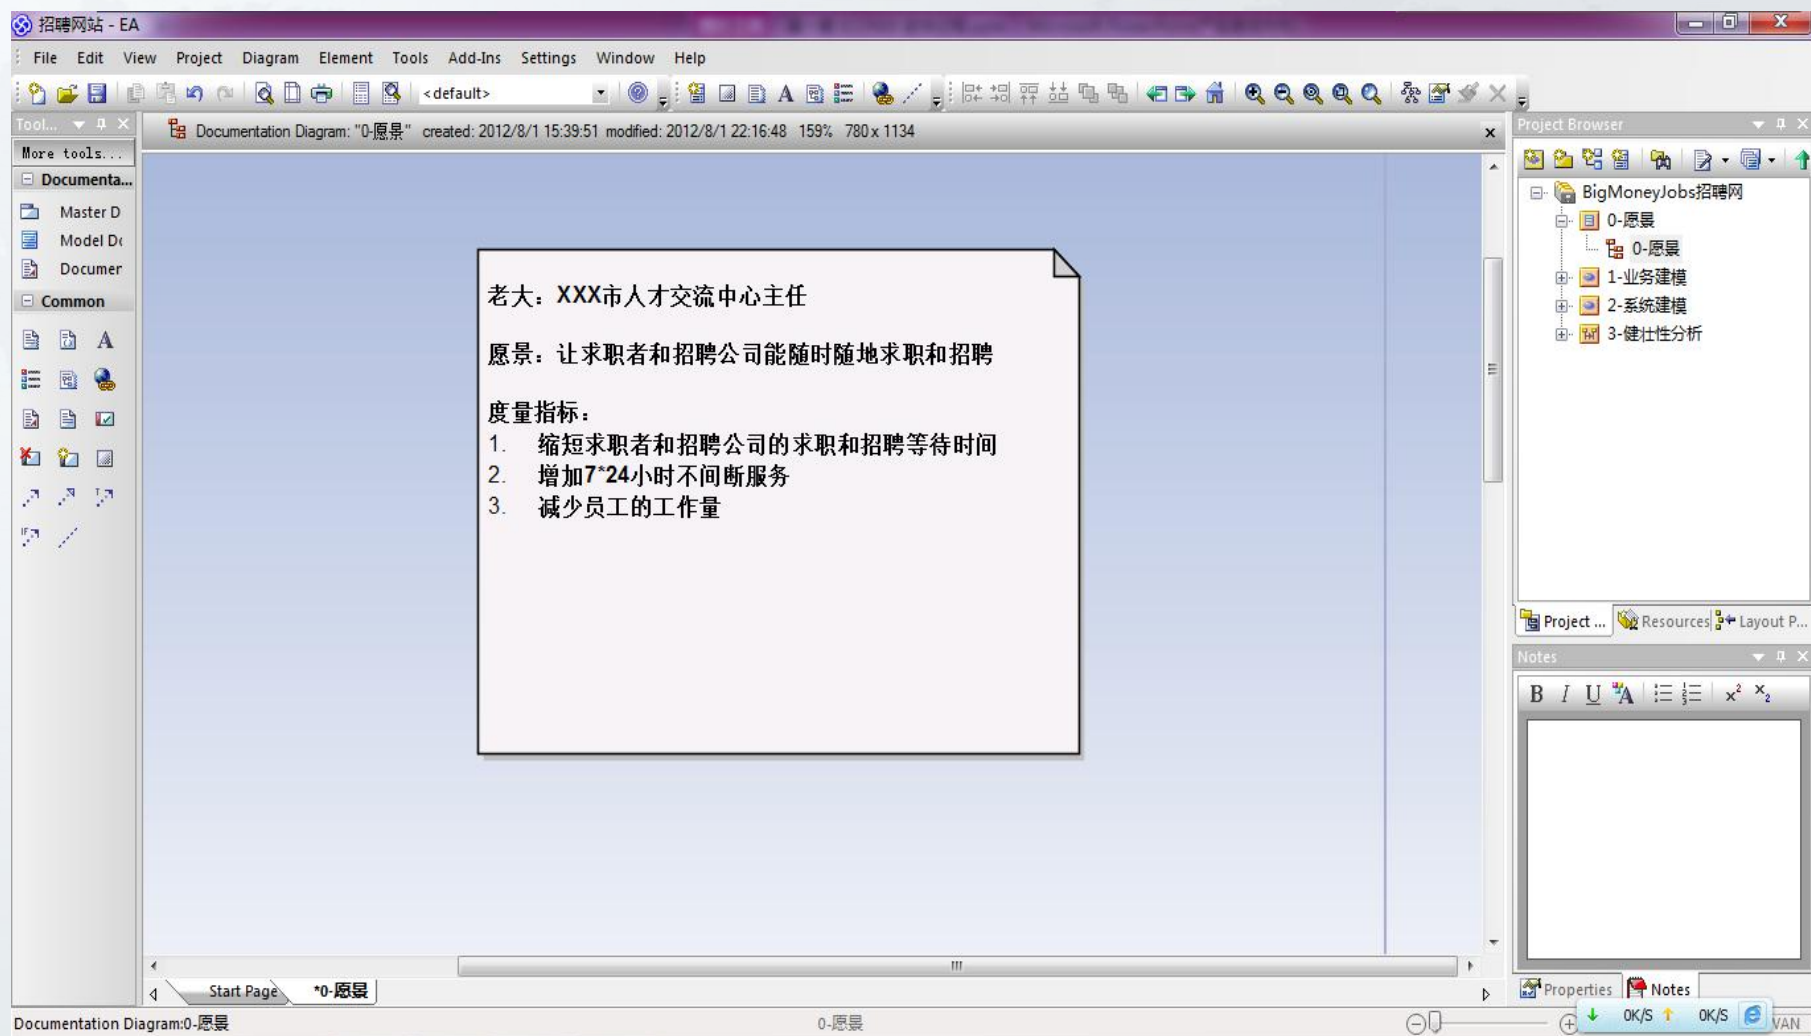 招聘网站 - EA
File Edit View Project Diagram Element Tools Add-Ins Settings Window Help
<default>
Tool...
Documentation Diagram: "0-愿景" created: 2012/8/1 15:39:51 modified: 2012/8/1 22:16:48 159% 780 x 1134
Project Browser
More tools...
Documenta...
Master D
Model Do
Documer
Common
BigMoneyJobs招聘网
0-愿景
0-愿景
1-业务建模
2-系统建模
3-健壮性分析
老大：XXX市人才交流中心主任
愿景：让求职者和招聘公司能随时随地求职和招聘
度量指标：
1. 缩短求职者和招聘公司的求职和招聘等待时间
2. 增加7*24小时不间断服务
3. 减少员工的工作量
Project ... Resources Layout P...
Notes
B I U A x² x₂
Start Page *0-愿景
Properties Notes
Documentation Diagram:0-愿景
0-愿景
0K/S 0K/S
VAN